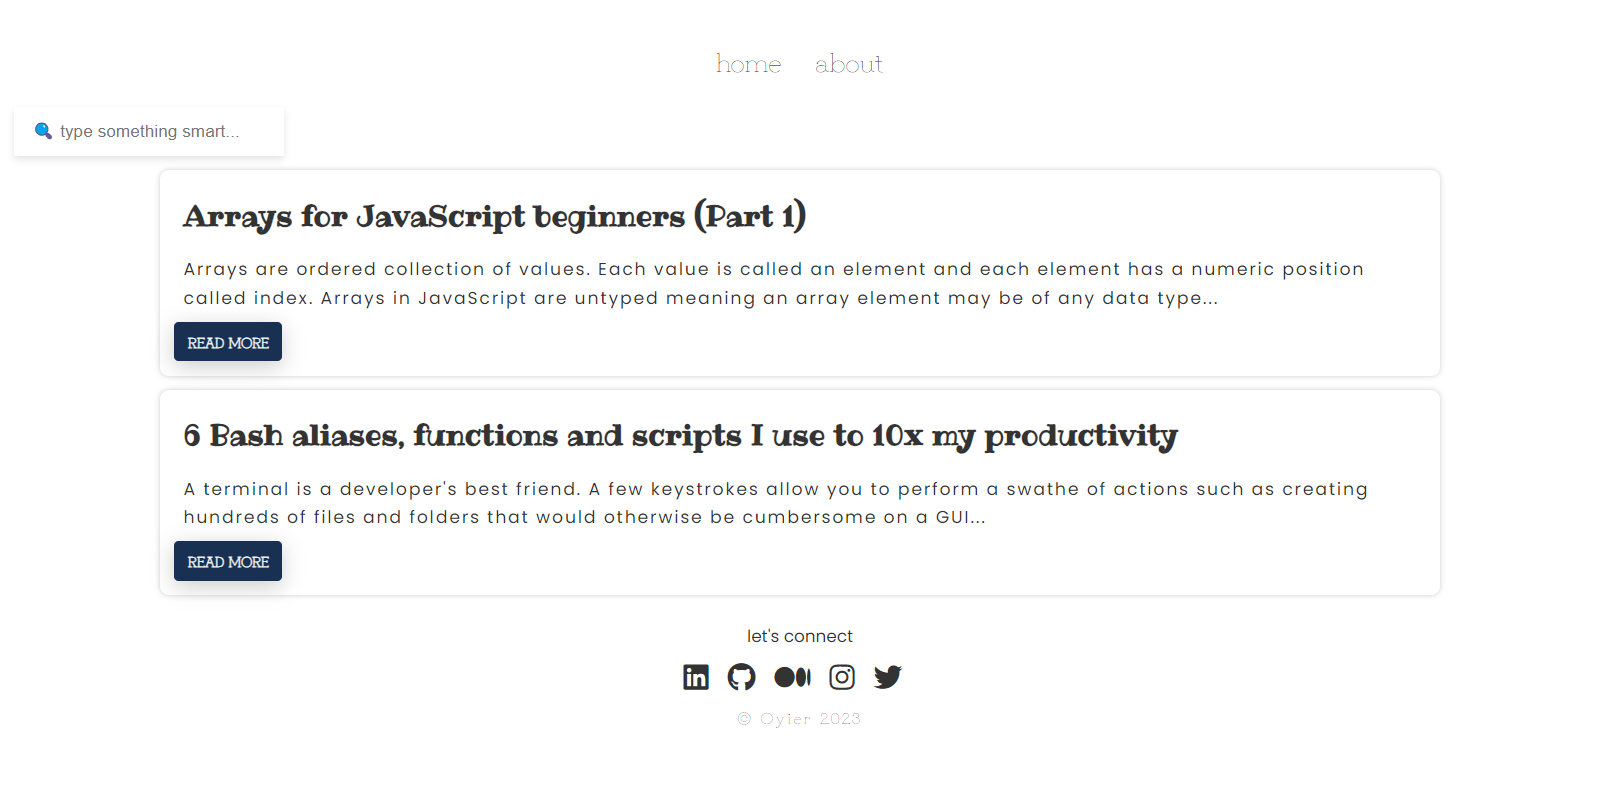 home about
type something smart...
Arrays for JavaScript beginners (Part 1)
Arrays are ordered collection of values. Each value is called an element and each element has a numeric position
called index. Arrays in JavaScript are untyped meaning an array element may be of any data type...
READ MORE
6 Bash aliases, functions and scripts I use to 10x my productivity
A terminal is a developer's best friend. A few keystrokes allow you to perform a swathe of actions such as creating
hundreds of files and folders that would otherwise be cumbersome on a GUI...
READ MORE
let's connect
© Oyier 2023